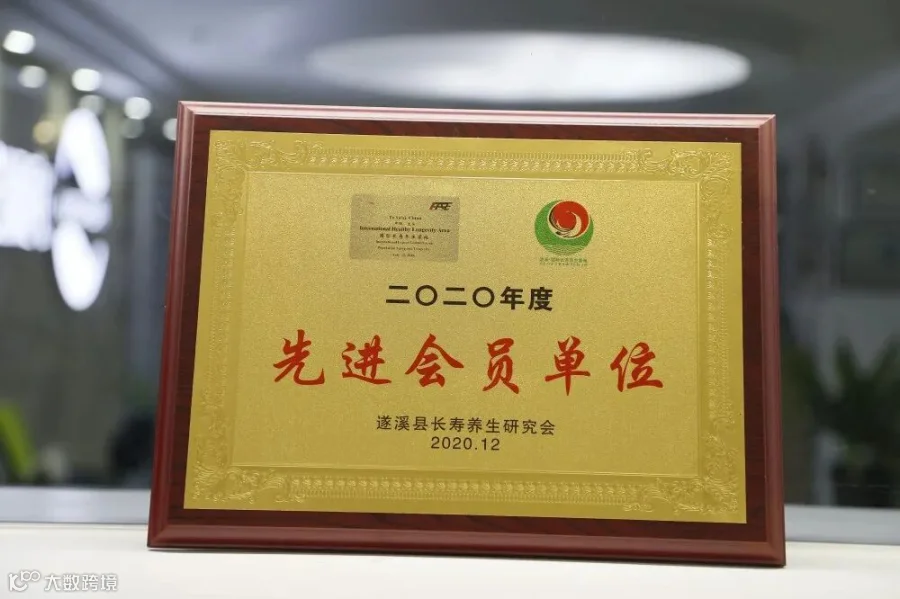 International Healthy Longevity Area
二〇二〇年度
先进会员单位
遂溪县长寿养生研究会
2020.12
大数跨境